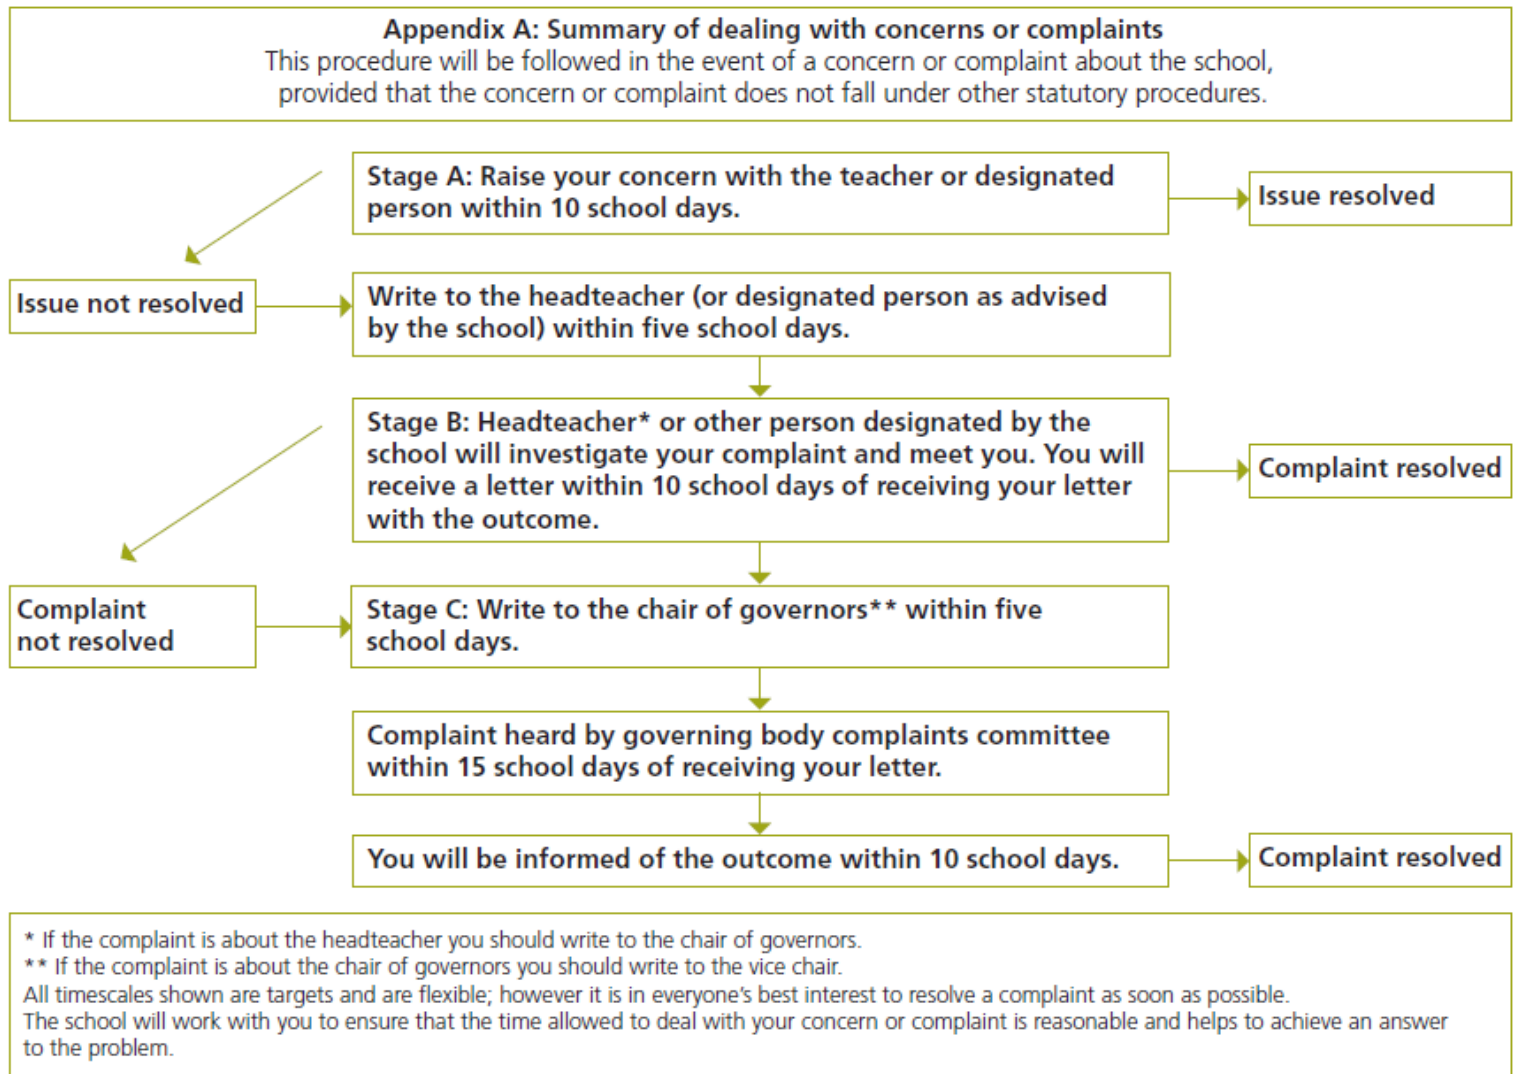 Appendix A: Summary of dealing with concerns or complaints
This procedure will be followed in the event of a concern or complaint about the school,
provided that the concern or complaint does not fall under other statutory procedures.
Stage A: Raise your concern with the teacher or designated
person within 10 school days.
Issue resolved
Issue not resolved
Write to the headteacher (or designated person as advised
by the school) within five school days.
Stage B: Headteacher* or other person designated by the
school will investigate your complaint and meet you. You will
receive a letter within 10 school days of receiving your letter
with the outcome.
Complaint resolved
Complaint
not resolved
Stage C: Write to the chair of governors** within five
school days.
Complaint heard by governing body complaints committee
within 15 school days of receiving your letter.
You will be informed of the outcome within 10 school days.
Complaint resolved
* If the complaint is about the headteacher you should write to the chair of governors.
** If the complaint is about the chair of governors you should write to the vice chair.
All timescales shown are targets and are flexible; however it is in everyone’s best interest to resolve a complaint as soon as possible.
The school will work with you to ensure that the time allowed to deal with your concern or complaint is reasonable and helps to achieve an answer
to the problem.